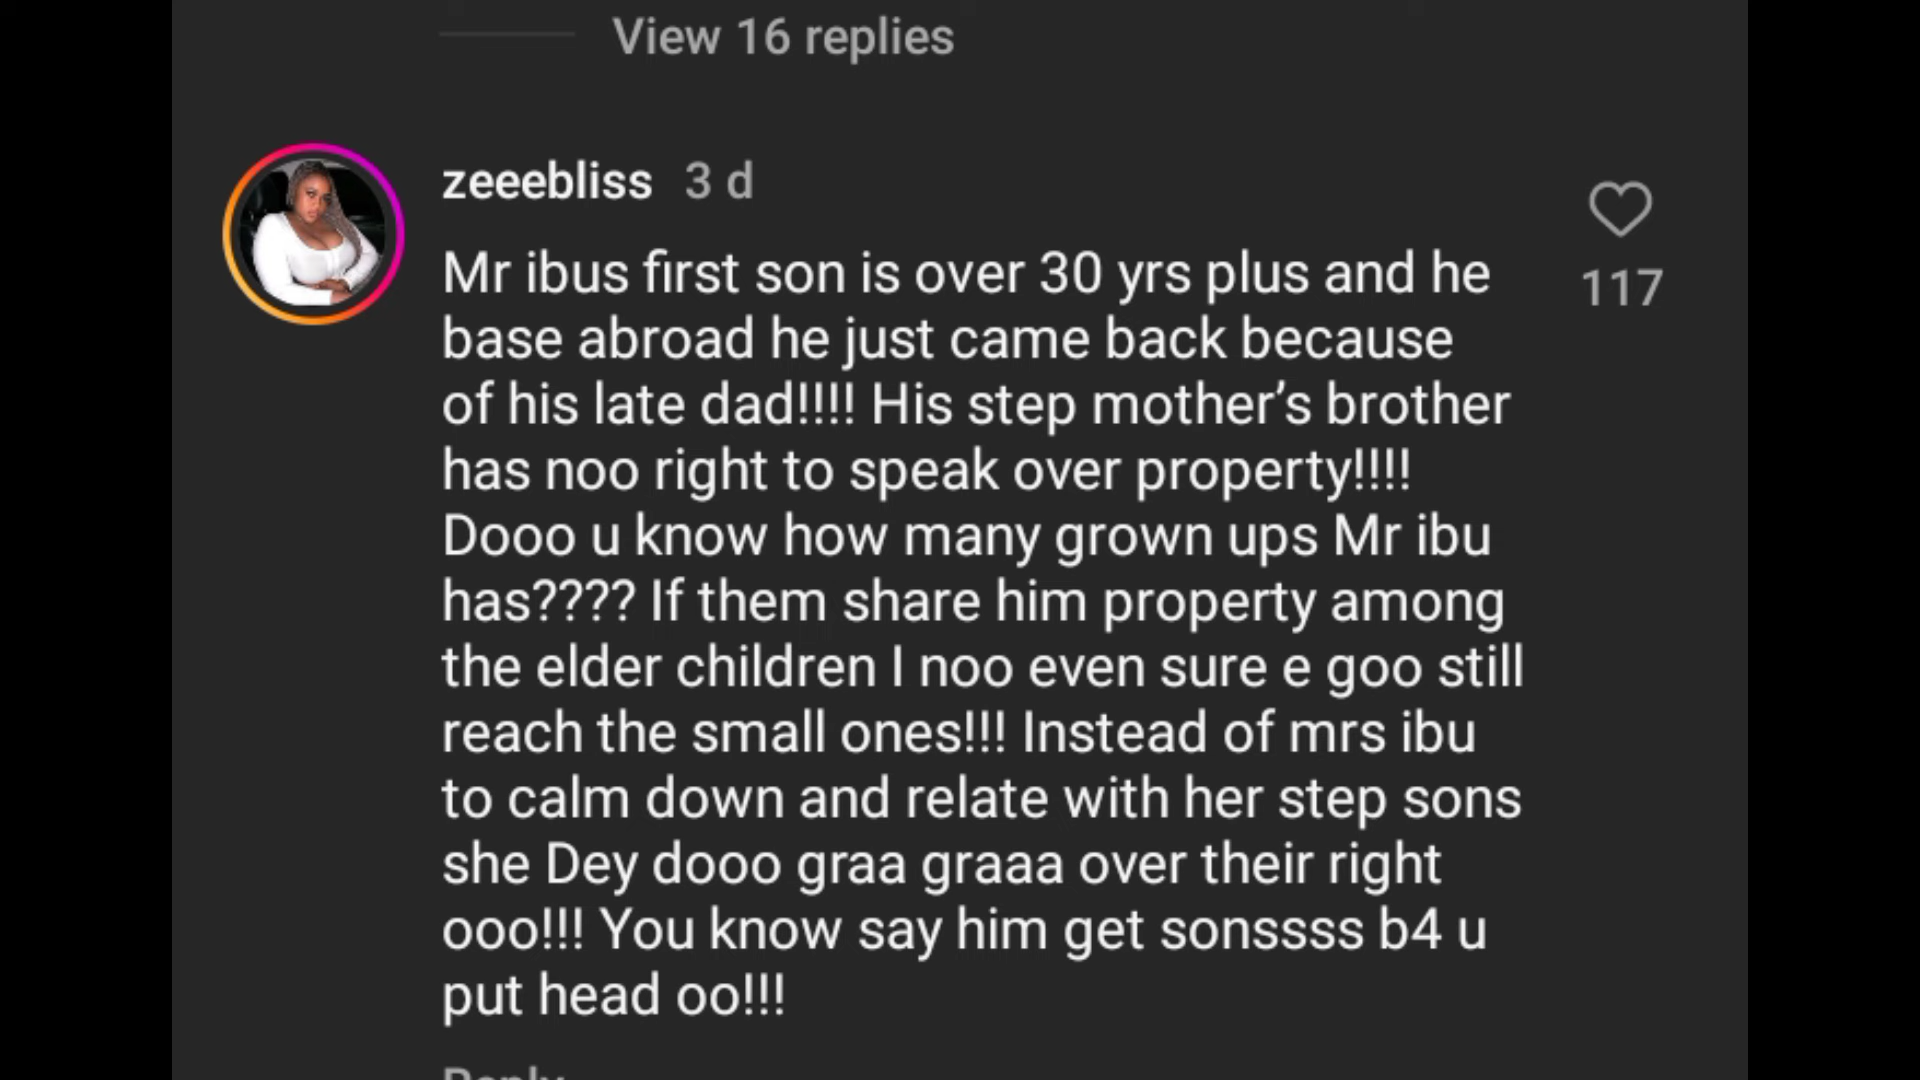 View 16 replies
zeeebliss 3 d
117
Mr ibus first son is over 30 yrs plus and he
base abroad he just came back because
of his late dad!!!! His step mother’s brother
has noo right to speak over property!!!!
Dooo u know how many grown ups Mr ibu
has???? If them share him property among
the elder children I noo even sure e goo still
reach the small ones!!! Instead of mrs ibu
to calm down and relate with her step sons
she Dey dooo graa graaa over their right
ooo!!! You know say him get sonssss b4 u
put head oo!!!
Reply